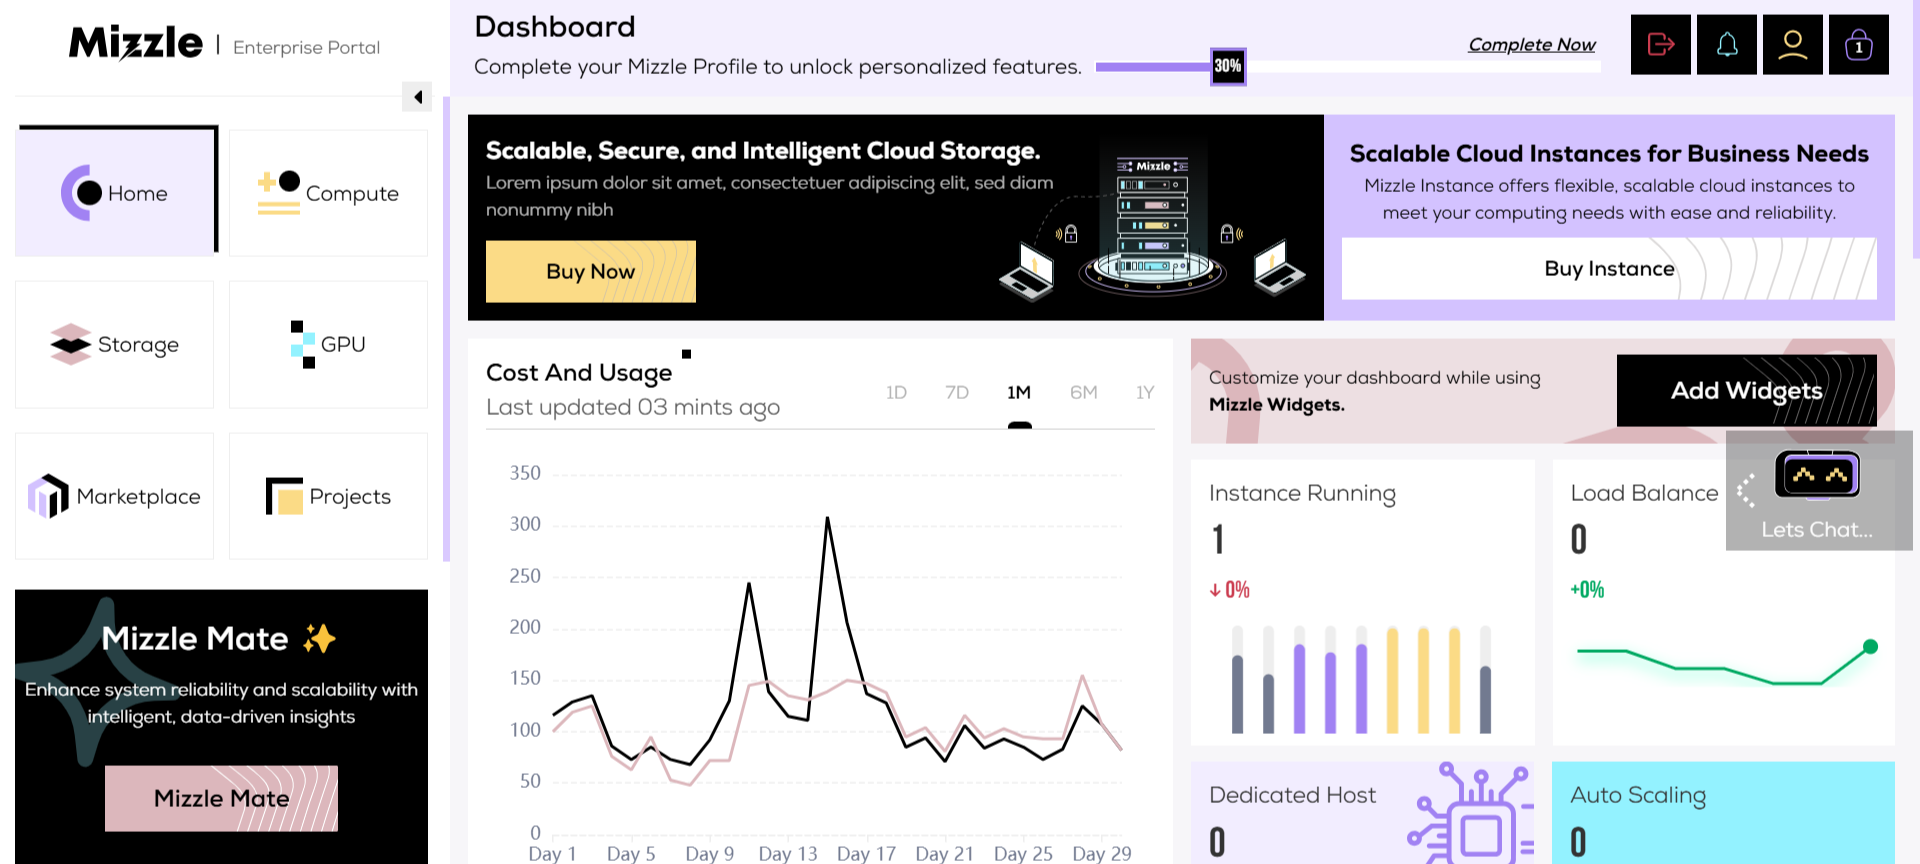 Mizzle | Enterprise Portal
Home
Compute
Storage
GPU
Marketplace
Projects
Mizzle Mate ✨
Enhance system reliability and scalability with
intelligent, data-driven insights
Mizzle Mate
Dashboard
Complete your Mizzle Profile to unlock personalized features.
30%
Complete Now
1
Scalable, Secure, and Intelligent Cloud Storage.
Lorem ipsum dolor sit amet, consectetuer adipiscing elit, sed diam
nonummy nibh
Buy Now
Mizzle
Scalable Cloud Instances for Business Needs
Mizzle Instance offers flexible, scalable cloud instances to
meet your computing needs with ease and reliability.
Buy Instance
Cost And Usage
Last updated 03 mints ago
1D 7D 1M 6M 1Y
350
300
250
200
150
100
50
0
Day 1 Day 5 Day 9 Day 13 Day 17 Day 21 Day 25 Day 29
Customize your dashboard while using
Mizzle Widgets.
Add Widgets
Instance Running
1
↓ 0%
Load Balance
0
+0%
Lets Chat...
Dedicated Host
0
Auto Scaling
0